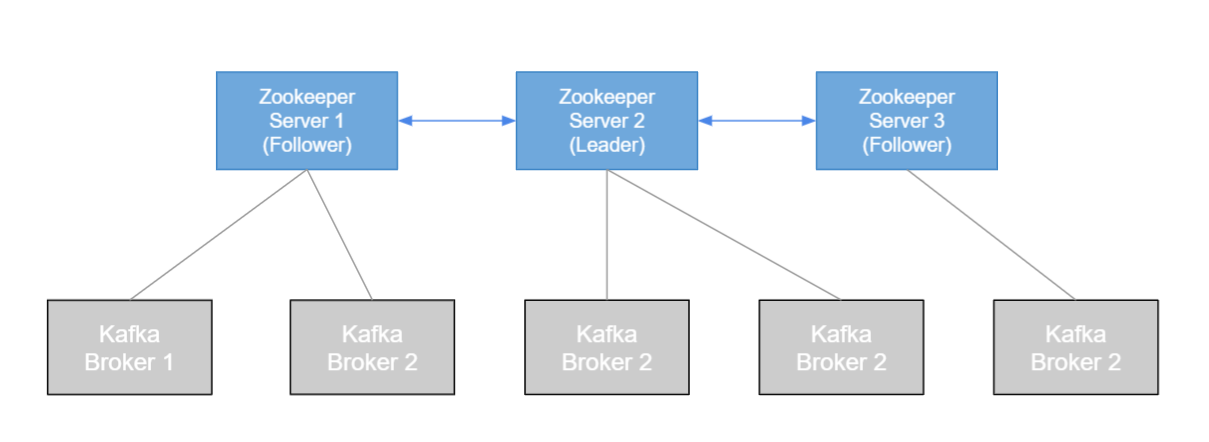 Zookeeper
Server 1
(Follower)
Zookeeper
Server 2
(Leader)
Zookeeper
Server 3
(Follower)
Kafka
Broker 1
Kafka
Broker 2
Kafka
Broker 2
Kafka
Broker 2
Kafka
Broker 2